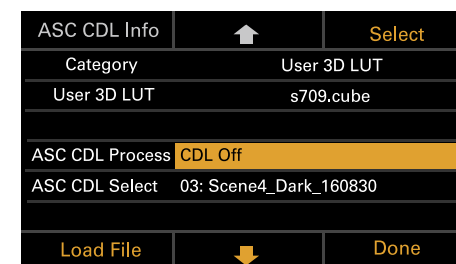 ASC CDL Info Select
Category User 3D LUT
User 3D LUT s709.cube
ASC CDL Process CDL Off
ASC CDL Select 03: Scene4_Dark_160830
Load File Done